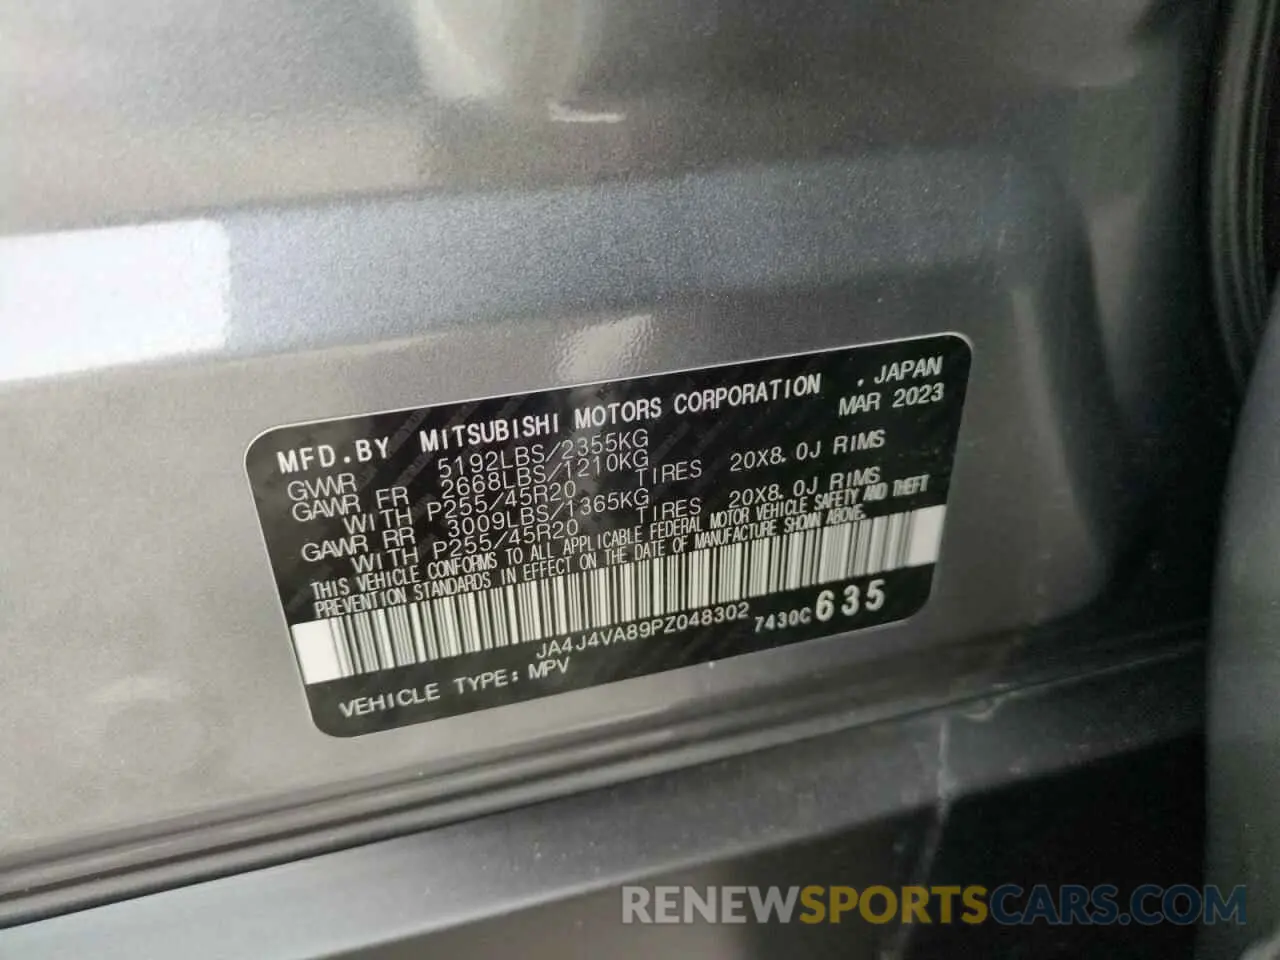 MFD.BY MITSUBISHI MOTORS CORPORATION . JAPAN
GVWR 5192LBS/2355KG MAR 2023
GAWR FR 2668LBS/1210KG
WITH P255/45R20 TIRES 20X8.0J RIMS
GAWR RR 3009LBS/1365KG
WITH P255/45R20 TIRES 20X8.0J RIMS
THIS VEHICLE CONFORMS TO ALL APPLICABLE FEDERAL MOTOR VEHICLE SAFETY AND THEFT
PREVENTION STANDARDS IN EFFECT ON THE DATE OF MANUFACTURE SHOWN ABOVE.
JA4J4VA89PZ048302 7430C 635
VEHICLE TYPE: MPV
RENEWSPORTSCARS.COM